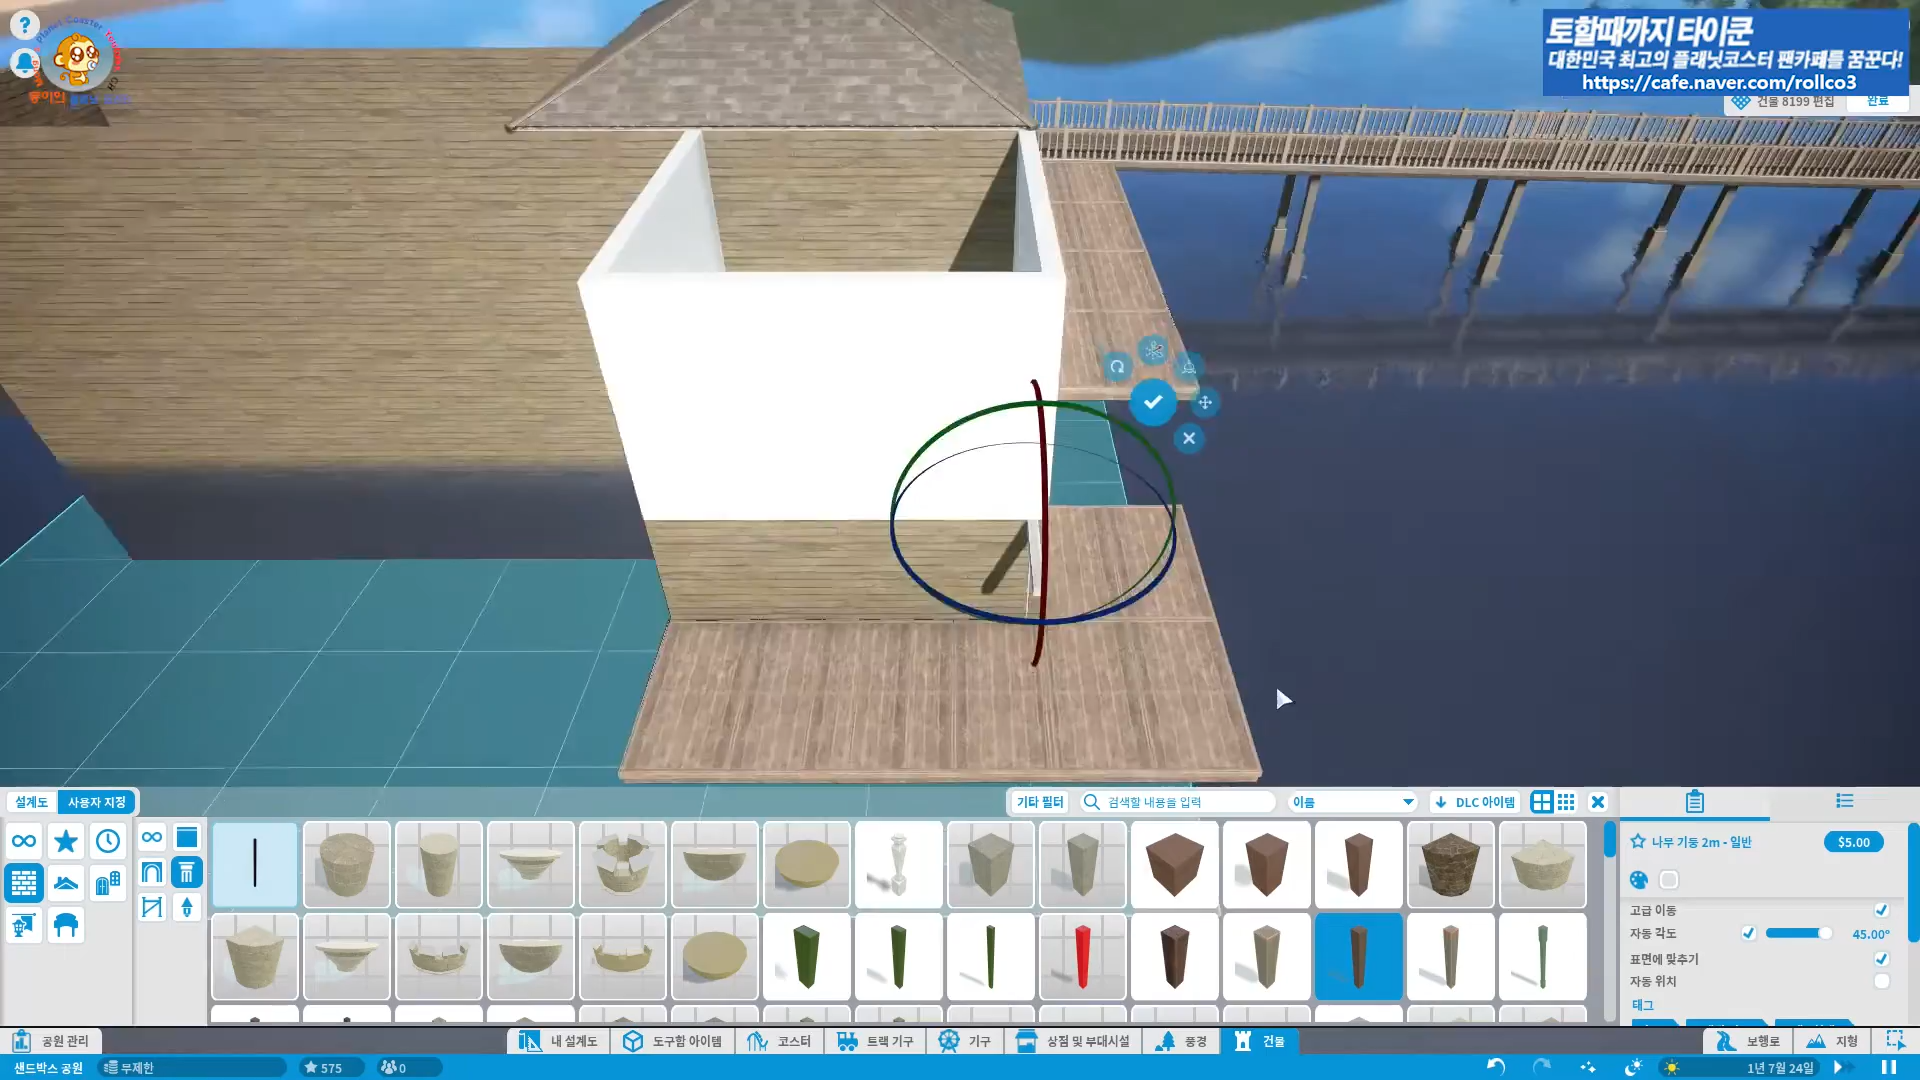 ?
Planet Coaster
토할때까지 타이쿤
대한민국 최고의 플래닛코스터 팬카페를 꿈꾼다!
https://cafe.naver.com/rollco3
건물 8199 편집
완료
설계도
사용자 지정
기타 필터
검색할 내용을 입력
이름
DLC 아이템
나무 기둥 2m - 일반
$5.00
고급 이동
자동 각도
45.00°
표면에 맞추기
자동 위치
태그
공원 관리
내 설계도
도구함 아이템
코스터
트랙 기구
기구
상점 및 부대시설
풍경
건물
보행로
지형
샌드박스 공원
무제한
575
0
1년 7월 24일